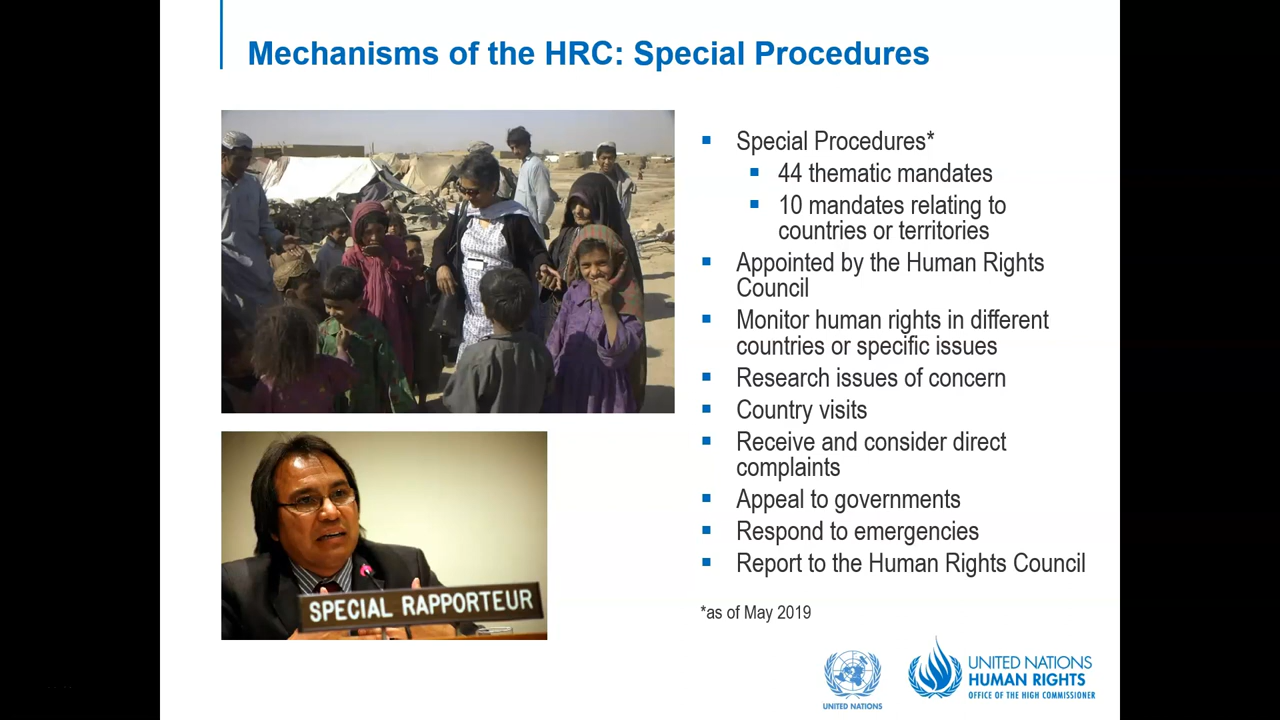 Mechanisms of the HRC: Special Procedures
Special Procedures*
44 thematic mandates
10 mandates relating to
countries or territories
Appointed by the Human Rights
Council
Monitor human rights in different
countries or specific issues
Research issues of concern
Country visits
Receive and consider direct
complaints
Appeal to governments
Respond to emergencies
Report to the Human Rights Council
*as of May 2019
SPECIAL RAPPORTEUR
UNITED NATIONS
UNITED NATIONS
HUMAN RIGHTS
OFFICE OF THE HIGH COMMISSIONER